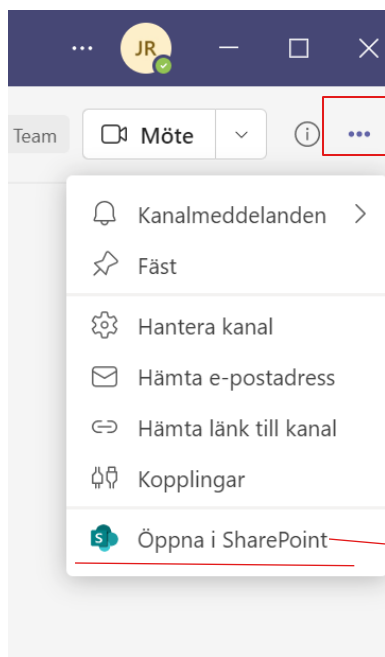 JR
Team
Möte
Kanalmeddelanden
Fäst
Hantera kanal
Hämta e-postadress
Hämta länk till kanal
Kopplingar
S
Öppna i SharePoint